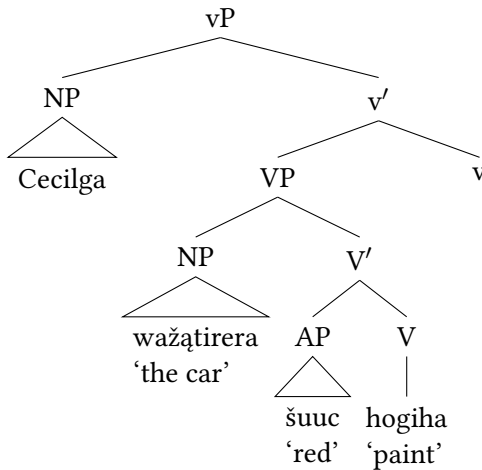 vP
NP v′
Cecilga VP v
NP V′
wažątirera AP V
‘the car’
šuuc hogiha
‘red’ ‘paint’